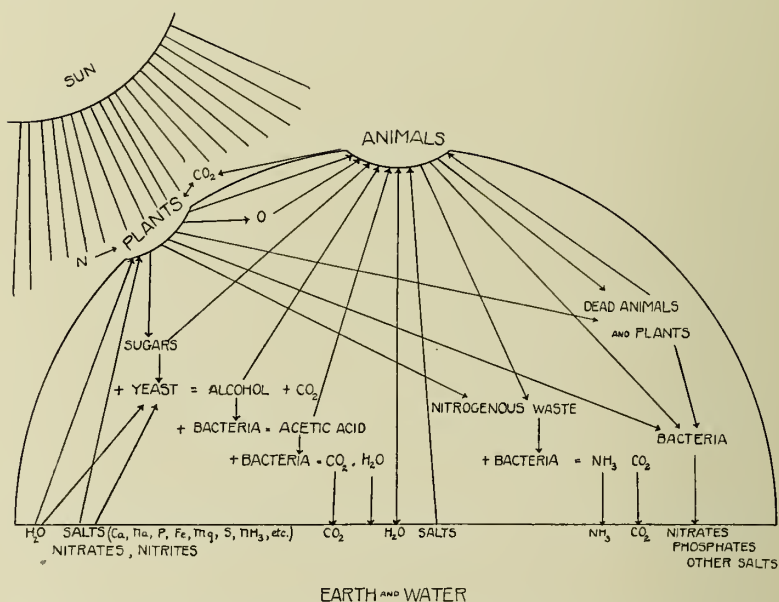 SUN
ANIMALS
CO₂
PLANTS
O
N
DEAD ANIMALS
AND PLANTS
SUGARS
+ YEAST = ALCOHOL + CO₂
NITROGENOUS WASTE
+ BACTERIA = ACETIC ACID
BACTERIA
+ BACTERIA = CO₂ . H₂O
+ BACTERIA = NH₃ CO₂
H₂O SALTS (Ca, Na, P, Fe, Mg, S, NH₃, etc.) CO₂ H₂O SALTS NH₃ CO₂ NITRATES
NITRATES , NITRITES
PHOSPHATES
OTHER SALTS
EARTH AND WATER